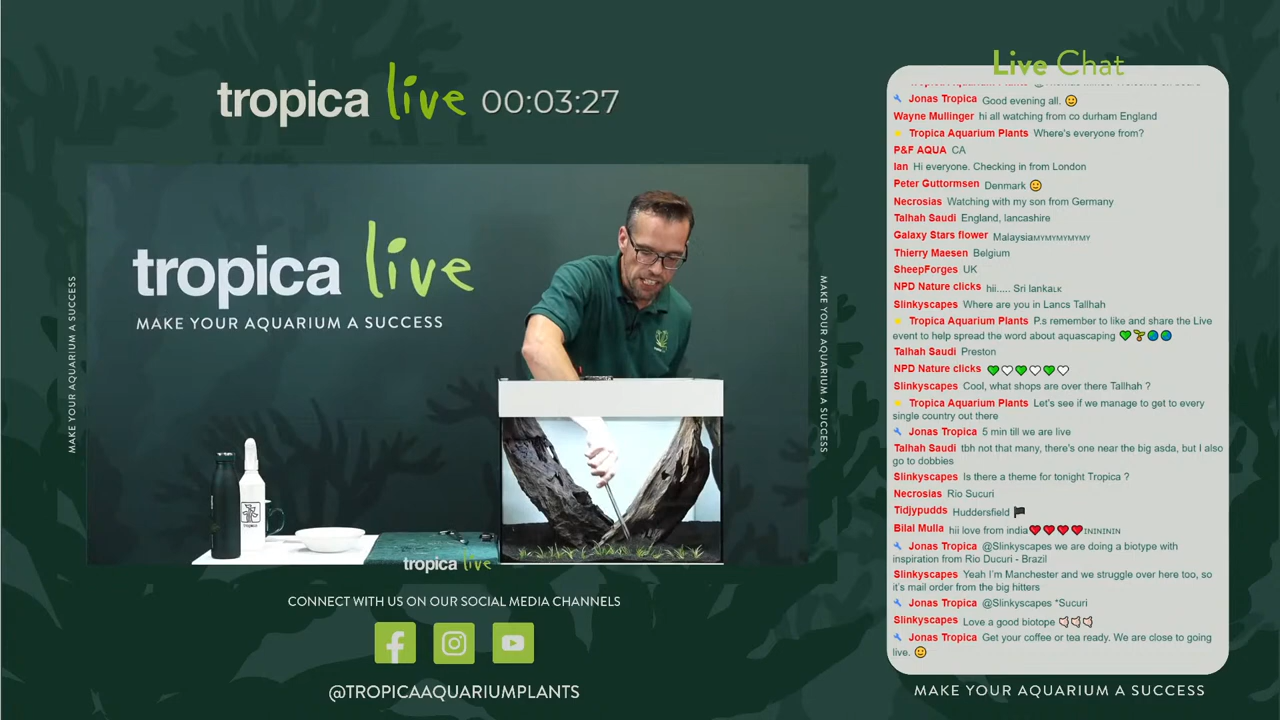 tropica live 00:03:27
tropica live
MAKE YOUR AQUARIUM A SUCCESS
MAKE YOUR AQUARIUM A SUCCESS
MAKE YOUR AQUARIUM A SUCCESS
tropica
tropica live
CONNECT WITH US ON OUR SOCIAL MEDIA CHANNELS
@TROPICAAQUARIUMPLANTS
Live Chat
Jonas Tropica Good evening all.
Wayne Mullinger hi all watching from co durham England
Tropica Aquarium Plants Where's everyone from?
P&F AQUA CA
Ian Hi everyone. Checking in from London
Peter Guttormsen Denmark
Necrosias Watching with my son from Germany
Talhah Saudi England, lancashire
Galaxy Stars flower MalaysiaMYMYMYMYMY
Thierry Maesen Belgium
SheepForges UK
NPD Nature clicks hii..... Sri lankaLK
Slinkyscapes Where are you in Lancs Tallhah
Tropica Aquarium Plants P.s remember to like and share the Live
event to help spread the word about aquascaping 💚🌱🌎🌎
Talhah Saudi Preston
NPD Nature clicks 💚🤍💚🤍💚🤍
Slinkyscapes Cool, what shops are over there Tallhah ?
Tropica Aquarium Plants Let's see if we manage to get to every
single country out there
Jonas Tropica 5 min till we are live
Talhah Saudi tbh not that many, there's one near the big asda, but I also
go to dobbies
Slinkyscapes Is there a theme for tonight Tropica ?
Necrosias Rio Sucuri
Tidjypudds Huddersfield 🏴
Bilal Mulla hii love from india❤❤❤❤INININ
Jonas Tropica @Slinkyscapes we are doing a biotype with
inspiration from Rio Ducuri - Brazil
Slinkyscapes Yeah I'm Manchester and we struggle over here too, so
it's mail order from the big hitters
Jonas Tropica @Slinkyscapes *Sucuri
Slinkyscapes Love a good biotope
Jonas Tropica Get your coffee or tea ready. We are close to going
live.
MAKE YOUR AQUARIUM A SUCCESS